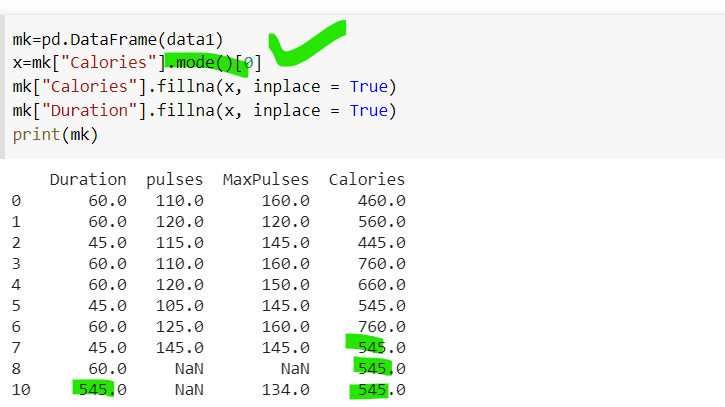 mk=pd.DataFrame(data1)
x=mk["Calories"].mode()[0]
mk["Calories"].fillna(x, inplace = True)
mk["Duration"].fillna(x, inplace = True)
print(mk)
Duration pulses MaxPulses Calories
0 60.0 110.0 160.0 460.0
1 60.0 120.0 120.0 560.0
2 45.0 115.0 145.0 445.0
3 60.0 110.0 160.0 760.0
4 60.0 120.0 150.0 660.0
5 45.0 105.0 145.0 545.0
6 60.0 125.0 160.0 760.0
7 45.0 145.0 145.0 545.0
8 60.0 NaN NaN 545.0
10 545.0 NaN 134.0 545.0